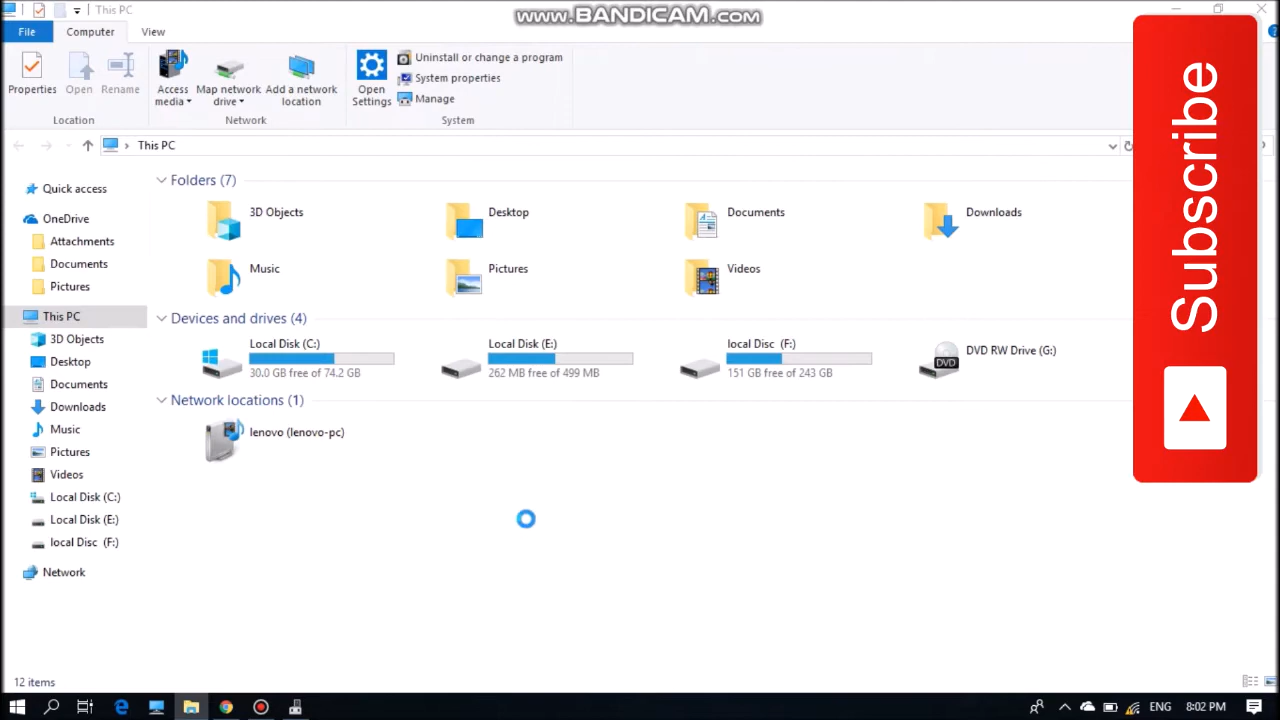 This PC
www.BANDICAM.com
File
Computer
View
Properties
Open
Rename
Access media
Map network drive
Add a network location
Open Settings
Uninstall or change a program
System properties
Manage
Location
Network
System
This PC
Quick access
OneDrive
Attachments
Documents
Pictures
This PC
3D Objects
Desktop
Documents
Downloads
Music
Pictures
Videos
Local Disk (C:)
Local Disk (E:)
local Disc (F:)
Network
Folders (7)
3D Objects
Desktop
Documents
Downloads
Music
Pictures
Videos
Devices and drives (4)
Local Disk (C:)
30.0 GB free of 74.2 GB
Local Disk (E:)
262 MB free of 499 MB
local Disc (F:)
151 GB free of 243 GB
DVD
DVD RW Drive (G:)
Network locations (1)
lenovo (lenovo-pc)
Subscribe
12 items
ENG
8:02 PM